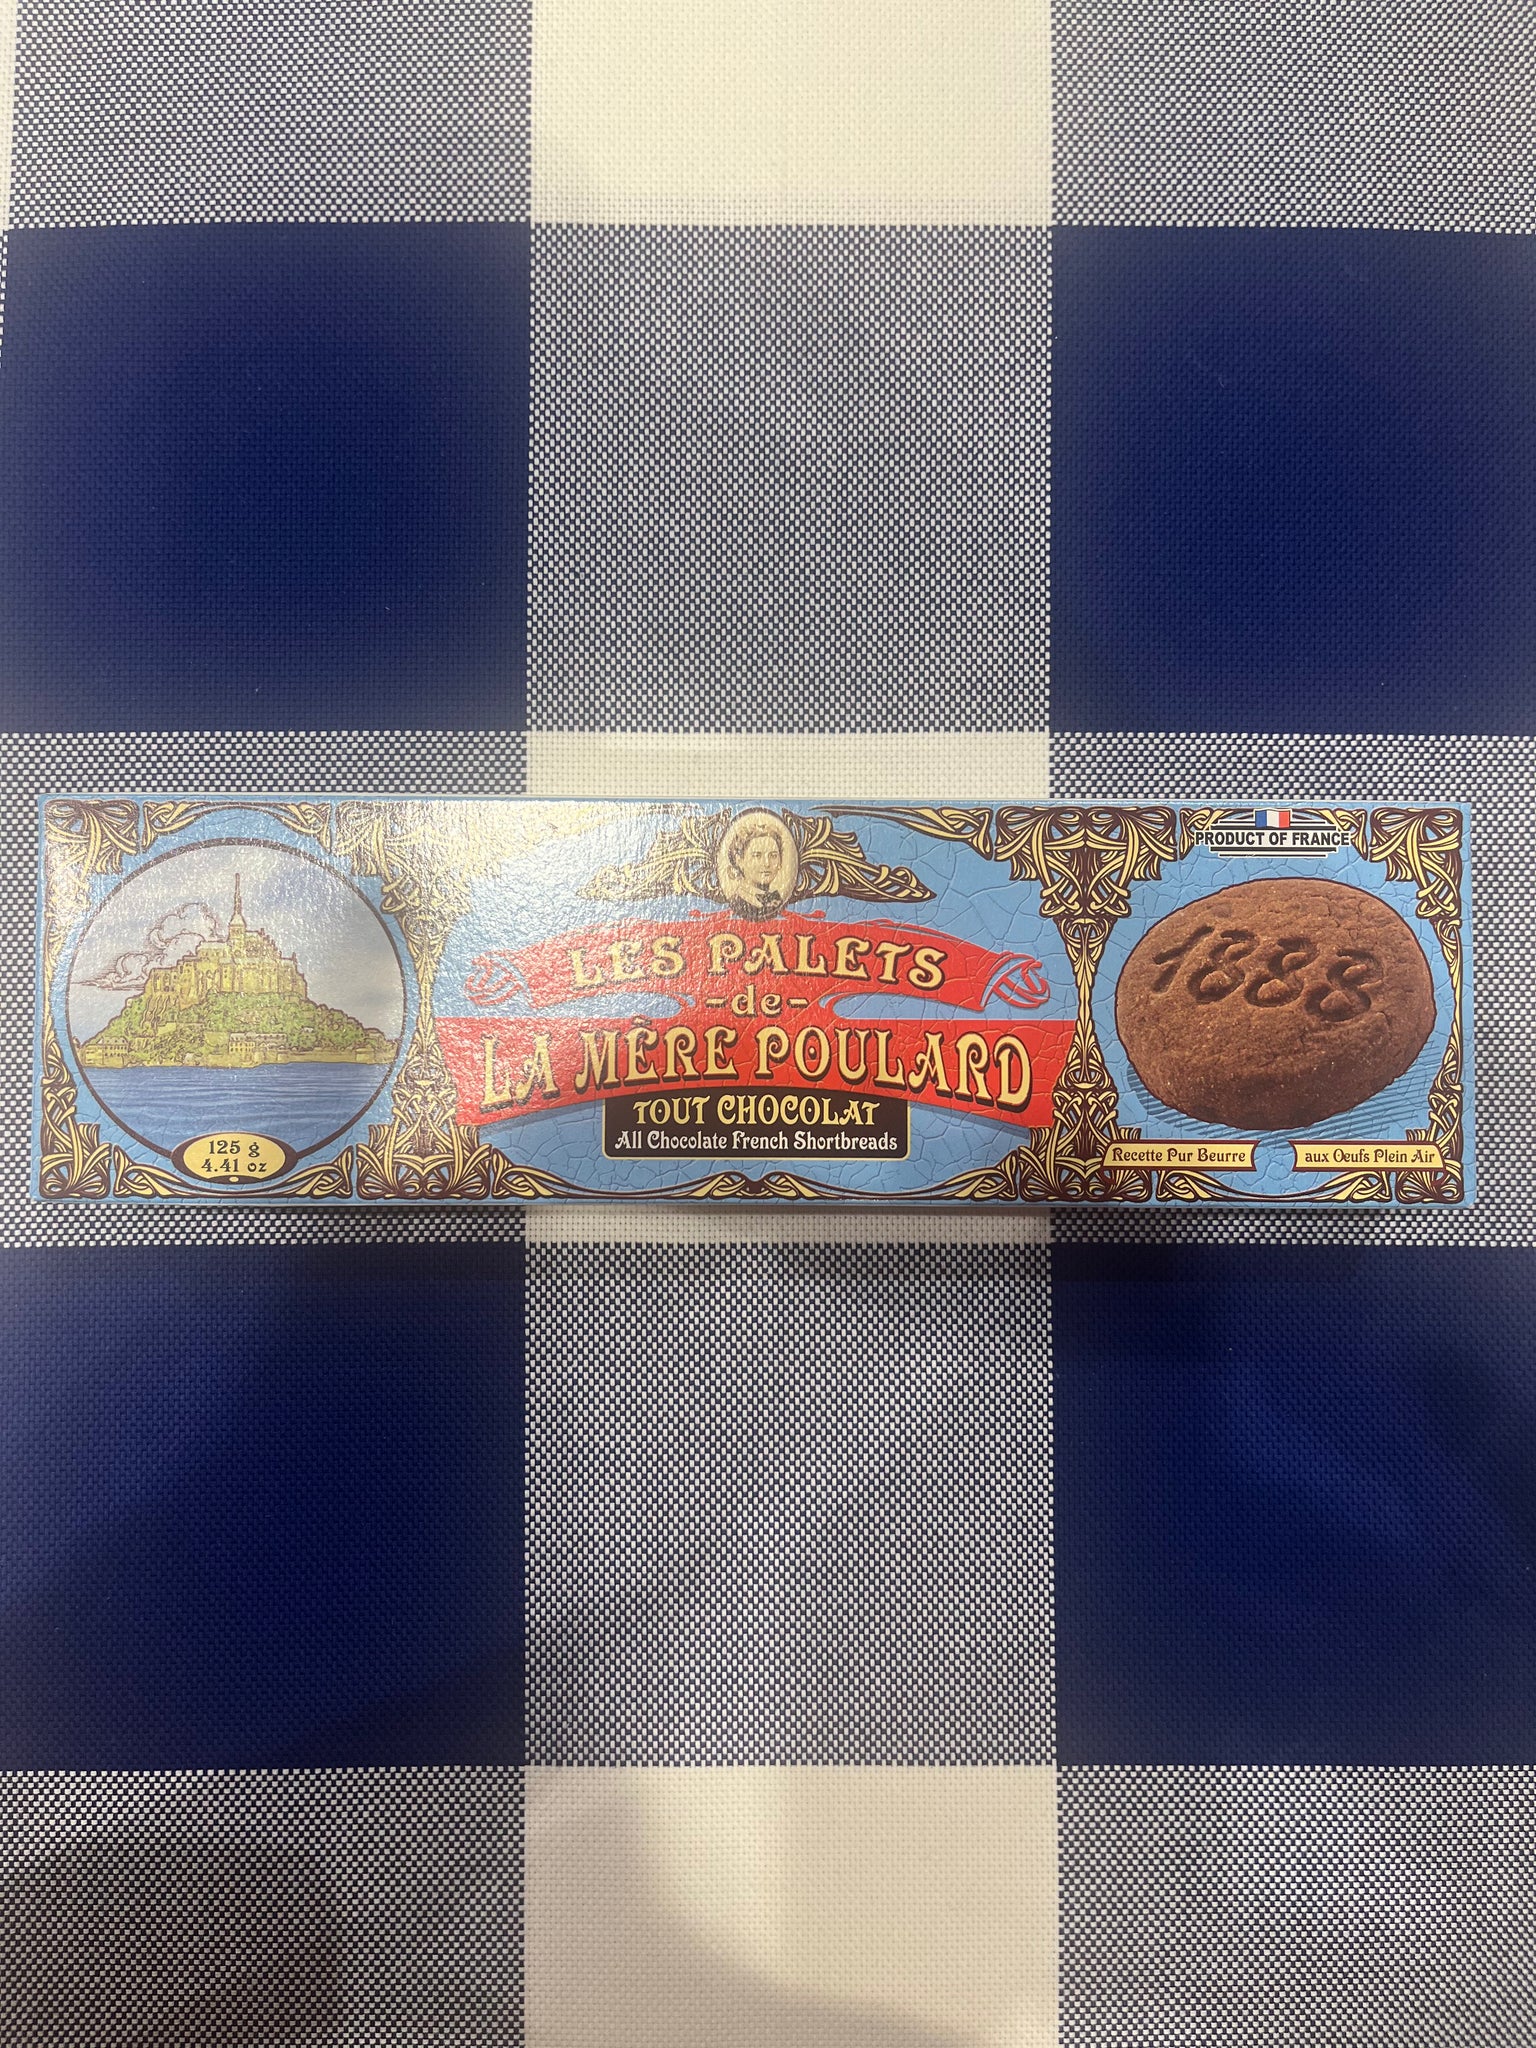 125 g
4.41 oz
LES PALETS
-de-
LA MÈRE POULARD
TOUT CHOCOLAT
All Chocolate French Shortbreads
PRODUCT OF FRANCE
1888
Recette Pur Beurre
aux Oeufs Plein Air